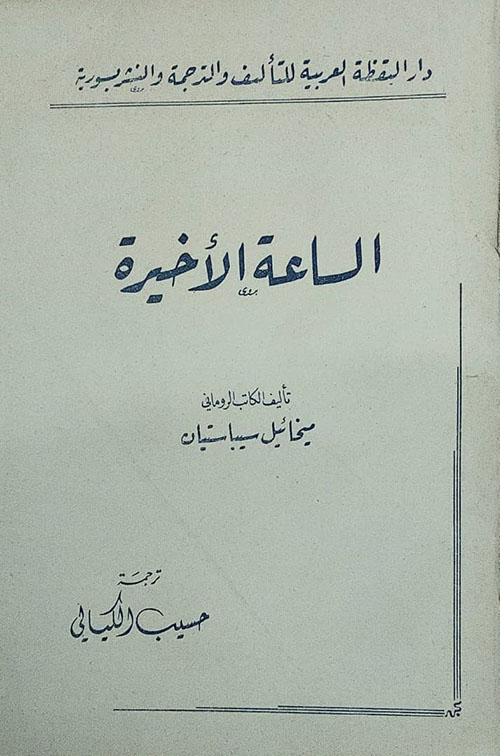 دار اليقظة العربية للتأليف والترجمة والنشر بسورية
الساعة الأخيرة
تأليف الكاتب الروماني
ميخائيل سيباستيان
ترجمة
حسيب الكيالي